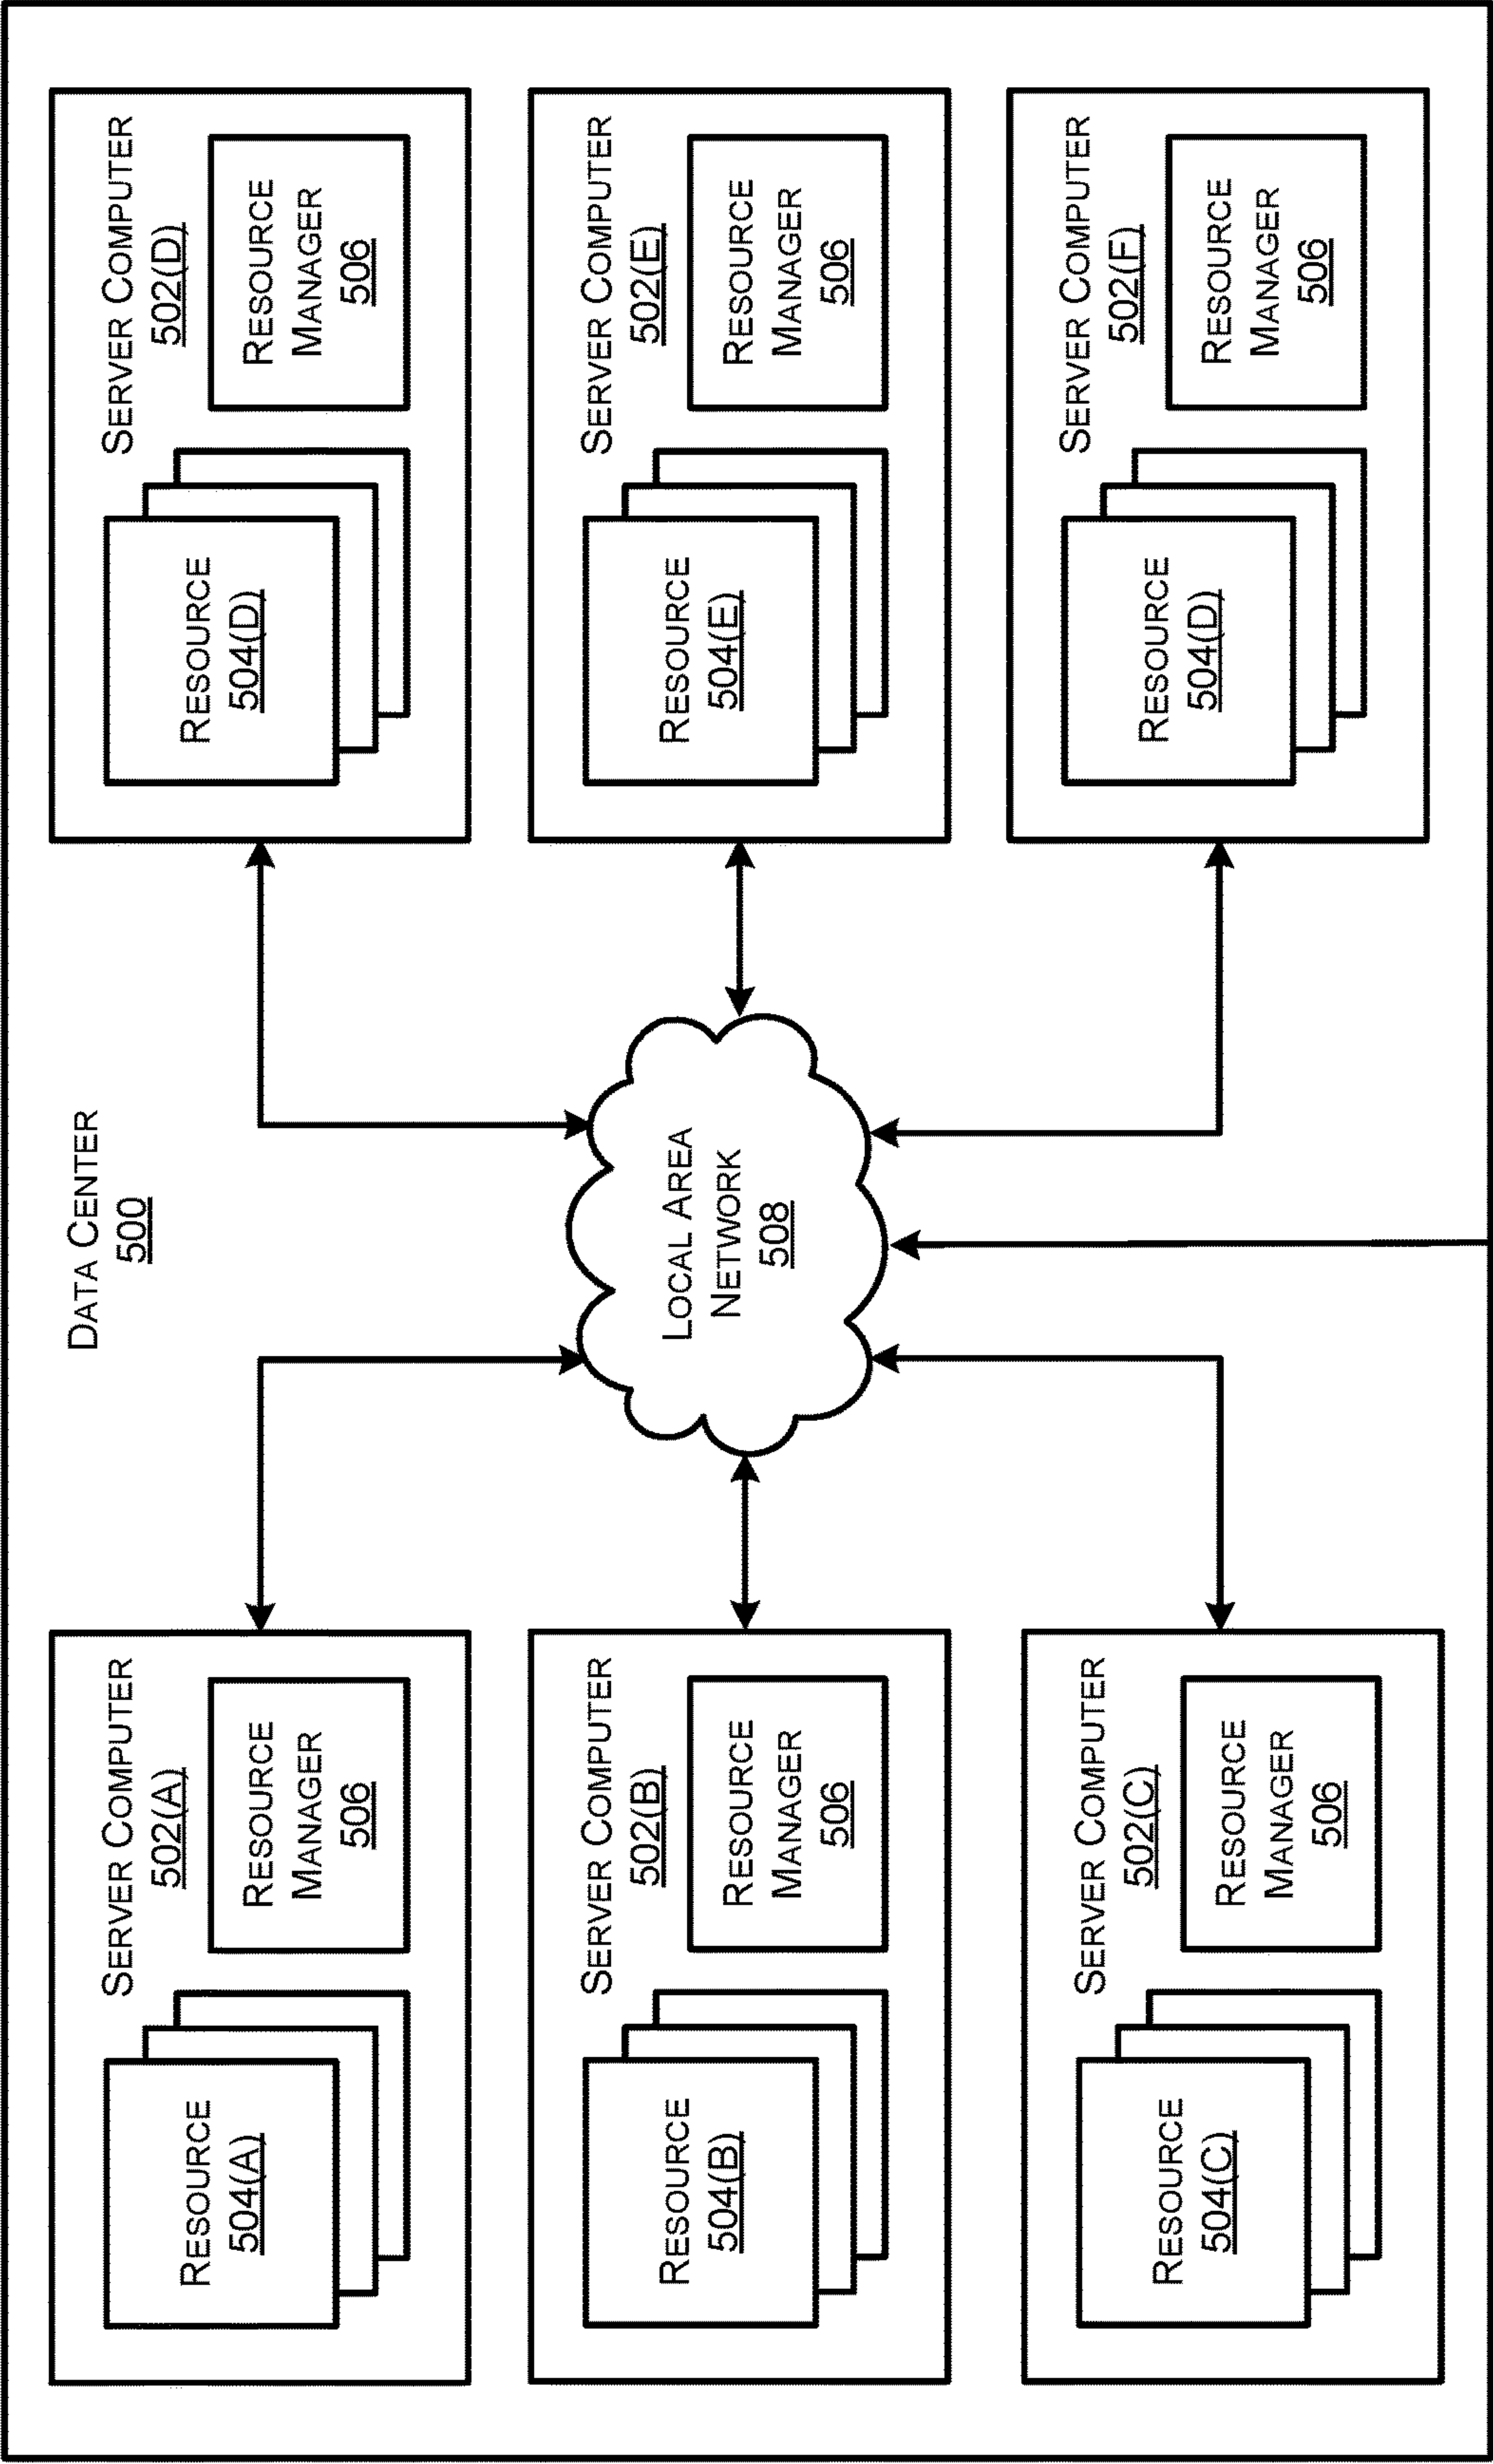 DATA CENTER
500
SERVER COMPUTER
502(A)
RESOURCE
504(A)
RESOURCE
MANAGER
506
SERVER COMPUTER
502(B)
RESOURCE
504(B)
RESOURCE
MANAGER
506
SERVER COMPUTER
502(C)
RESOURCE
504(C)
RESOURCE
MANAGER
506
LOCAL AREA
NETWORK
508
SERVER COMPUTER
502(D)
RESOURCE
504(D)
RESOURCE
MANAGER
506
SERVER COMPUTER
502(E)
RESOURCE
504(E)
RESOURCE
MANAGER
506
SERVER COMPUTER
502(F)
RESOURCE
504(D)
RESOURCE
MANAGER
506